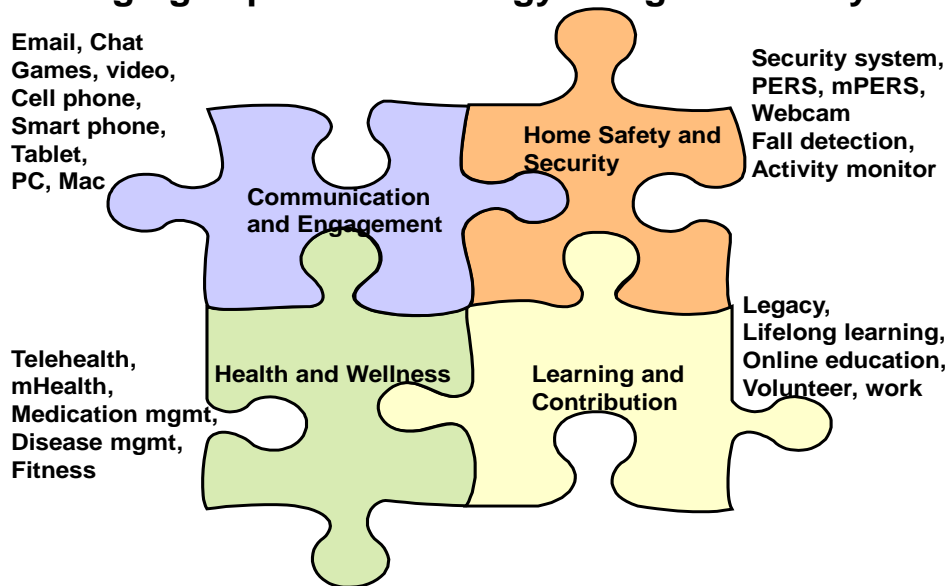 Email, Chat
Games, video,
Cell phone,
Smart phone,
Tablet,
PC, Mac
Communication
and Engagement
Home Safety and
Security
Security system,
PERS, mPERS,
Webcam
Fall detection,
Activity monitor
Telehealth,
mHealth,
Medication mgmt,
Disease mgmt,
Fitness
Health and Wellness
Learning and
Contribution
Legacy,
Lifelong learning,
Online education,
Volunteer, work